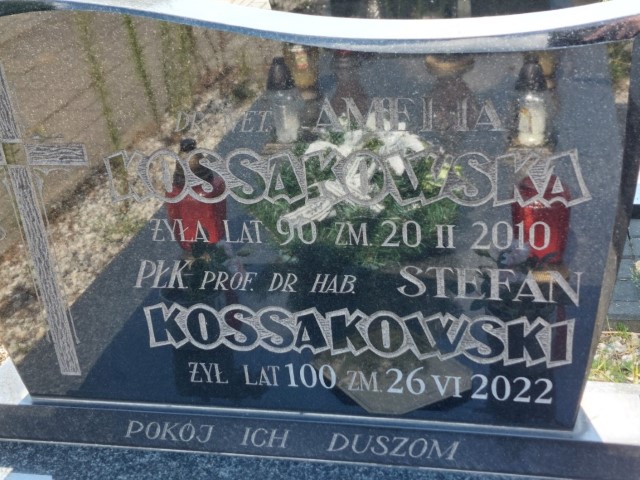 DR WET. AMELIA
KOSSAKOWSKA
ŻYŁA LAT 90 ZM. 20 II 2010
PŁK PROF. DR HAB. STEFAN
KOSSAKOWSKI
ŻYŁ LAT 100 ZM. 26 VI 2022
POKÓJ ICH DUSZOM